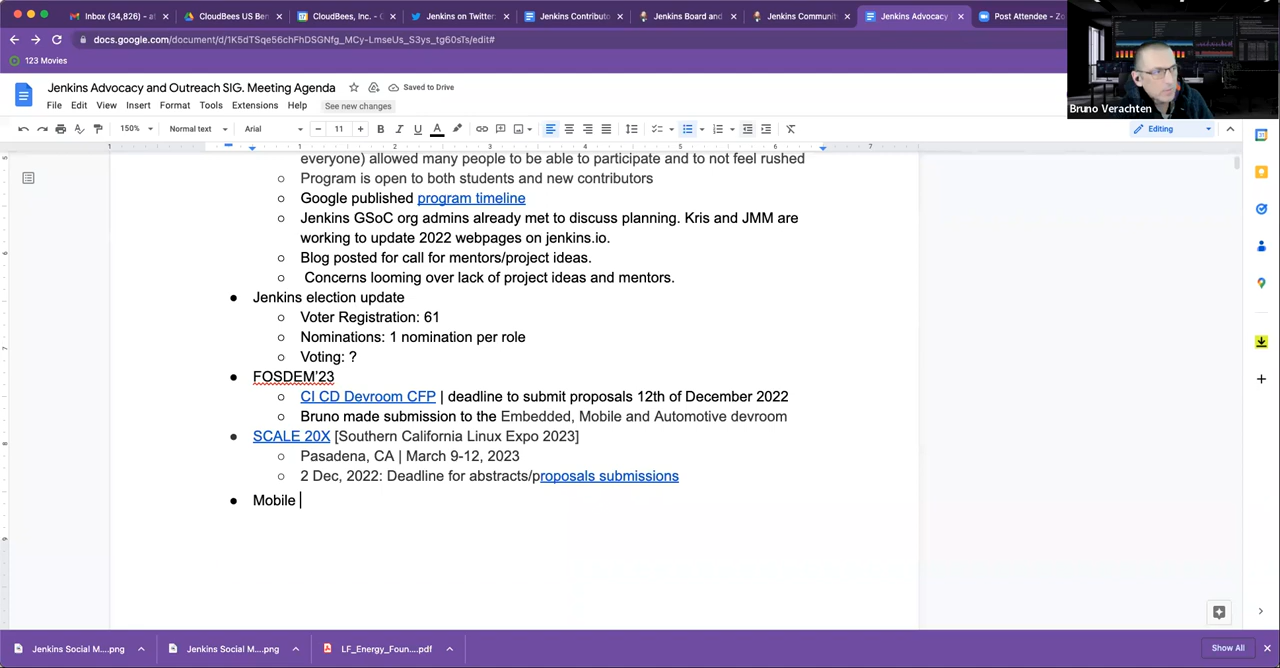 Inbox (34,826) - a
CloudBees US Ben
CloudBees, Inc. - C
Jenkins on Twitter:
Jenkins Contributo
Jenkins Board and
Jenkins Communit
Jenkins Advocacy
Post Attendee - Zo
docs.google.com/document/d/1K5dTSqe56chFhDSGNfg_MCy-LmseUs_S3ys_tg60sTs/edit#
123 Movies
Bruno Verachten
Jenkins Advocacy and Outreach SIG. Meeting Agenda
Saved to Drive
File Edit View Insert Format Tools Extensions Help See new changes
150% Normal text Arial 11 Editing
everyone) allowed many people to be able to participate and to not feel rushed
Program is open to both students and new contributors
Google published program timeline
Jenkins GSoC org admins already met to discuss planning. Kris and JMM are
working to update 2022 webpages on jenkins.io.
Blog posted for call for mentors/project ideas.
Concerns looming over lack of project ideas and mentors.
Jenkins election update
Voter Registration: 61
Nominations: 1 nomination per role
Voting: ?
FOSDEM'23
CI CD Devroom CFP | deadline to submit proposals 12th of December 2022
Bruno made submission to the Embedded, Mobile and Automotive devroom
SCALE 20X [Southern California Linux Expo 2023]
Pasadena, CA | March 9-12, 2023
2 Dec, 2022: Deadline for abstracts/proposals submissions
Mobile
Jenkins Social M....png
Jenkins Social M....png
LF_Energy_Foun....pdf
Show All